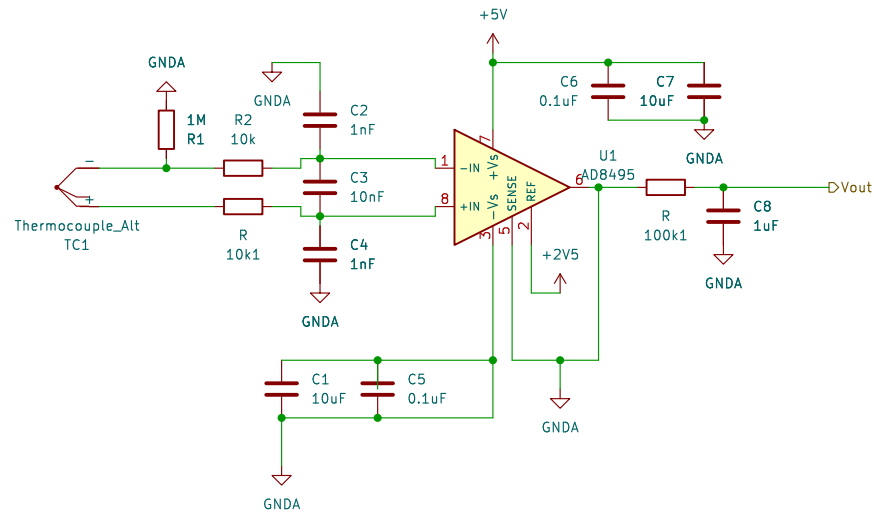 +5V
GNDA
GNDA
C6
0.1uF
C7
10uF
1M
R1
R2
10k
C2
1nF
7
U1
AD8495
GNDA
−
+
Thermocouple_Alt
TC1
C3
10nF
1
−IN
+Vs
8
+IN
−Vs
SENSE
REF
6
3
5
2
R
10k1
C4
1nF
GNDA
+2V5
R
100k1
Vout
C8
1uF
GNDA
C1
10uF
C5
0.1uF
GNDA
GNDA